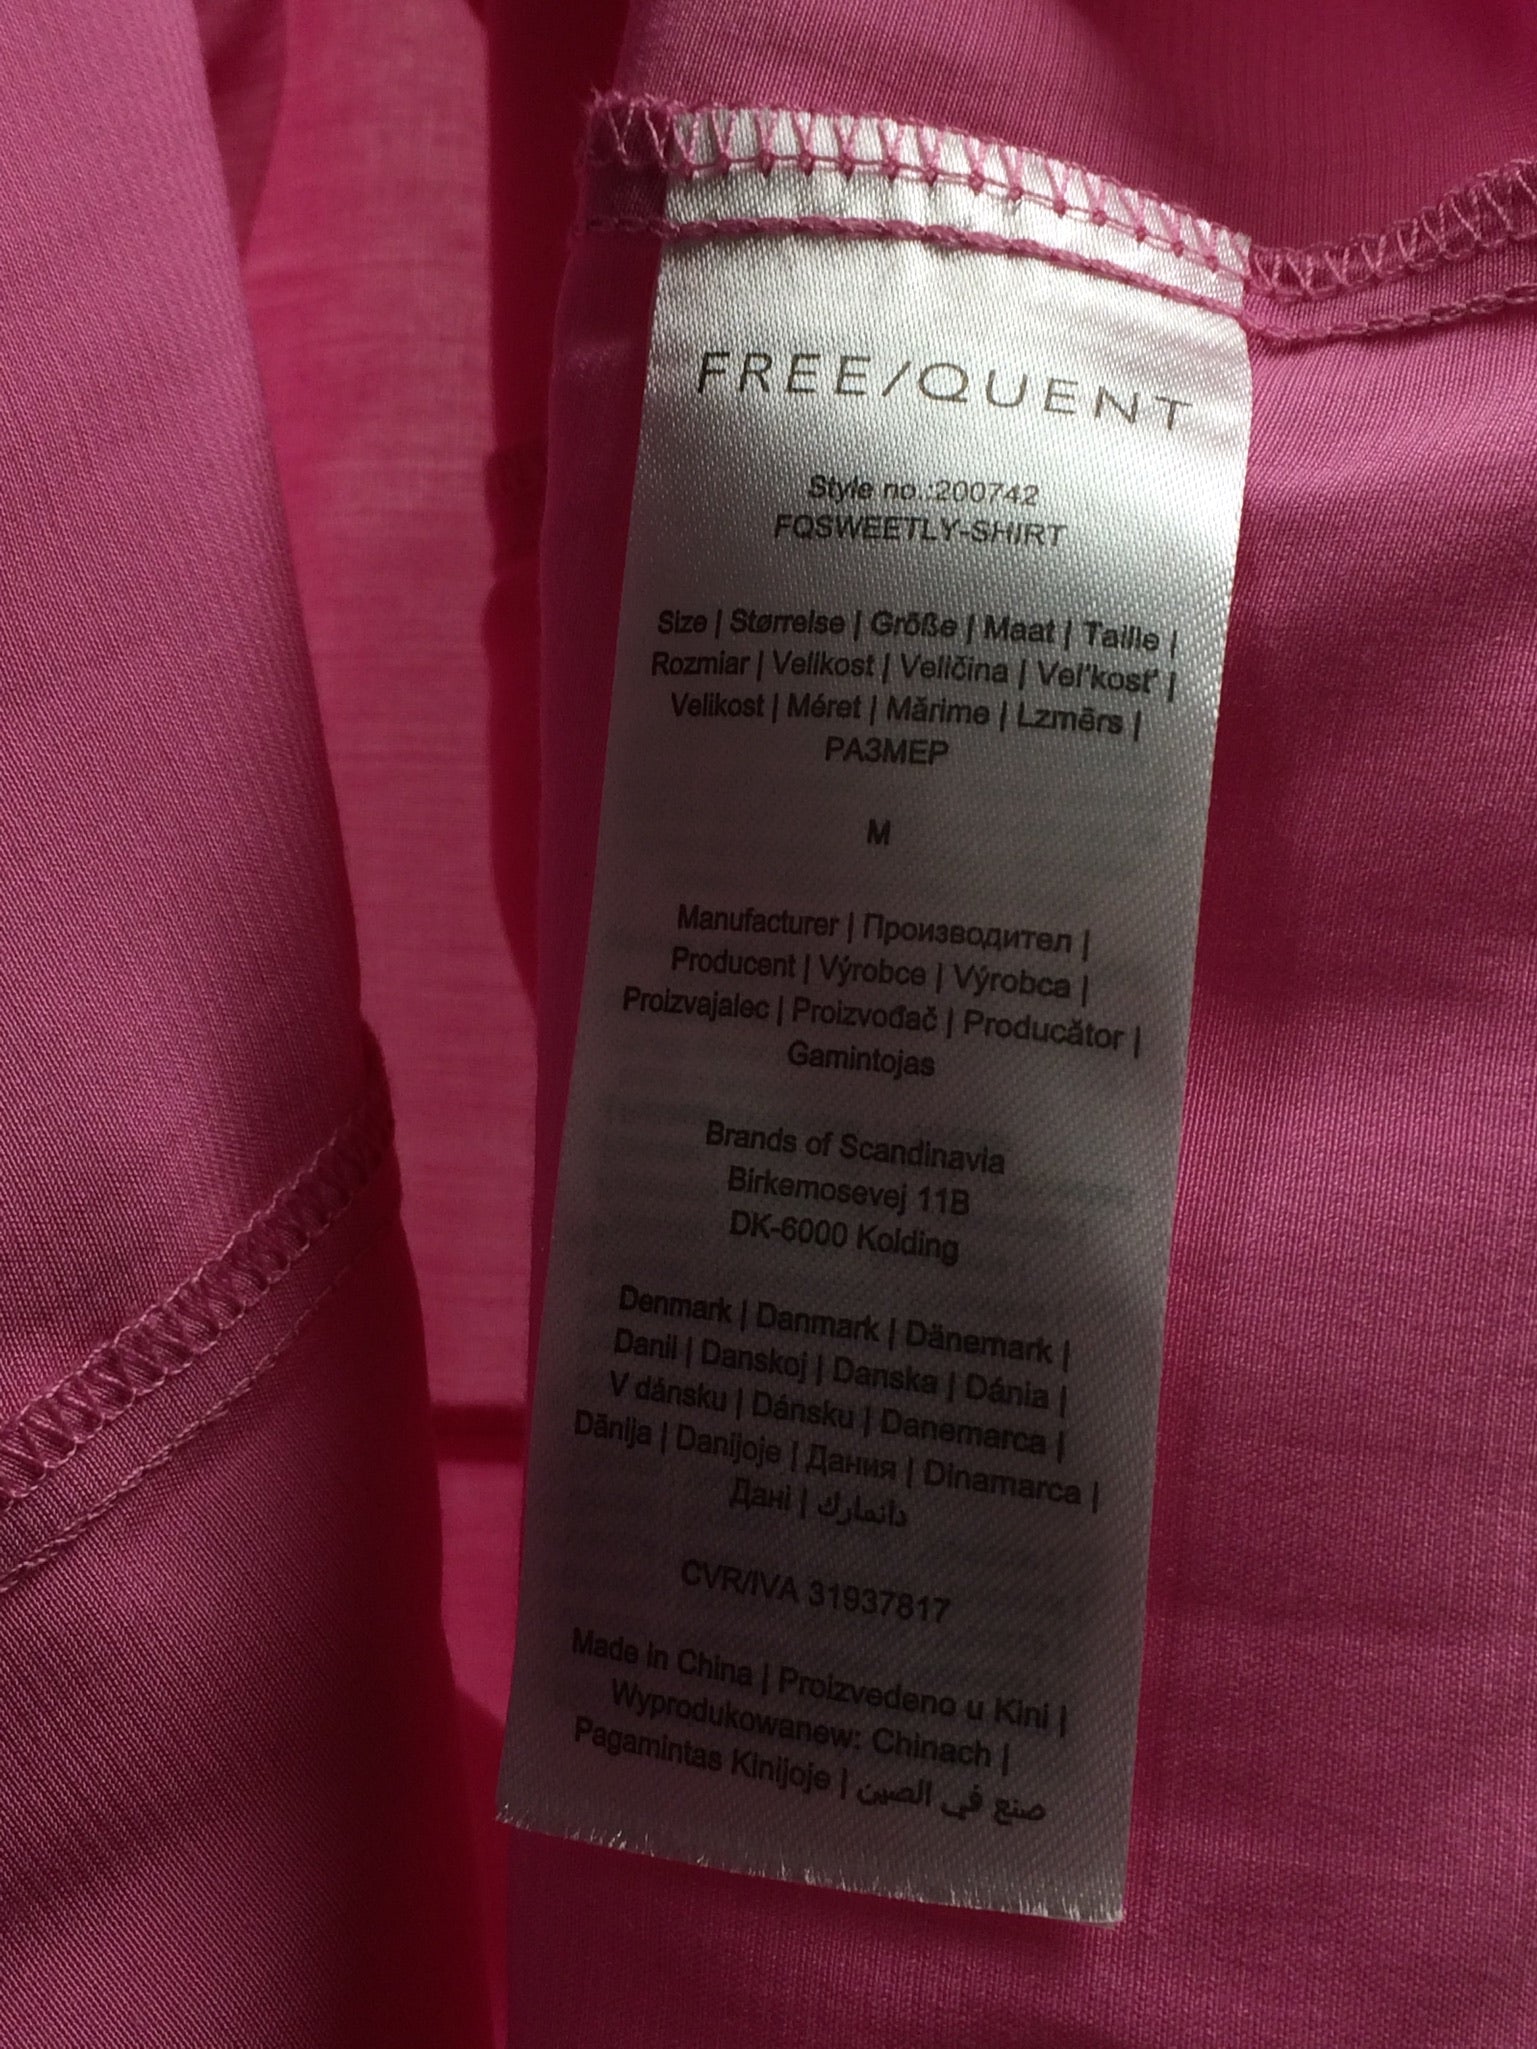 FREE/QUENT
Style no.:200742
FQSWEETLY-SHIRT
Size | Størrelse | Größe | Maat | Taille |
Rozmiar | Velikost | Veličina | Vel'kosť |
Velikost | Méret | Mărime | Lzmērs |
РАЗМЕР
M
Manufacturer | Производител |
Producent | Výrobce | Výrobca |
Proizvajalec | Proizvođač | Producător |
Gamintojas
Brands of Scandinavia
Birkemosevej 11B
DK-6000 Kolding
Denmark | Danmark | Dänemark |
Danii | Danskoj | Danska | Dánia |
V dánsku | Dánsku | Danemarca |
Dānija | Danijoje | Дания | Dinamarca |
Дані | دانمارك
CVR/IVA 31937817
Made in China | Proizvedeno u Kini |
Wyprodukowanew: Chinach |
Pagamintas Kinijoje | صنع في الصين